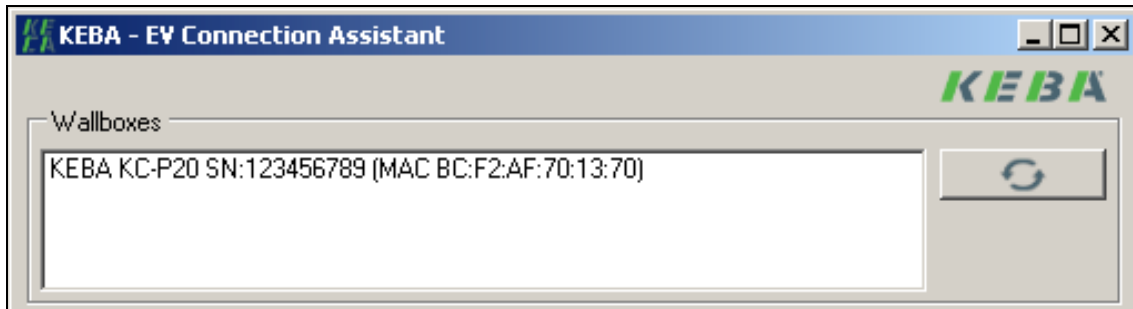 KEBA - EV Connection Assistant
KEBA
Wallboxes
KEBA KC-P20 SN:123456789 (MAC BC:F2:AF:70:13:70)